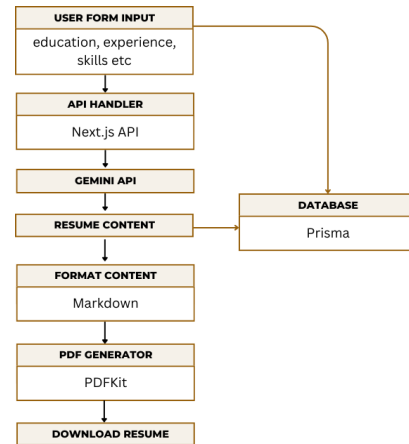 USER FORM INPUT
education, experience,
skills etc
API HANDLER
Next.js API
GEMINI API
RESUME CONTENT
DATABASE
Prisma
FORMAT CONTENT
Markdown
PDF GENERATOR
PDFKit
DOWNLOAD RESUME